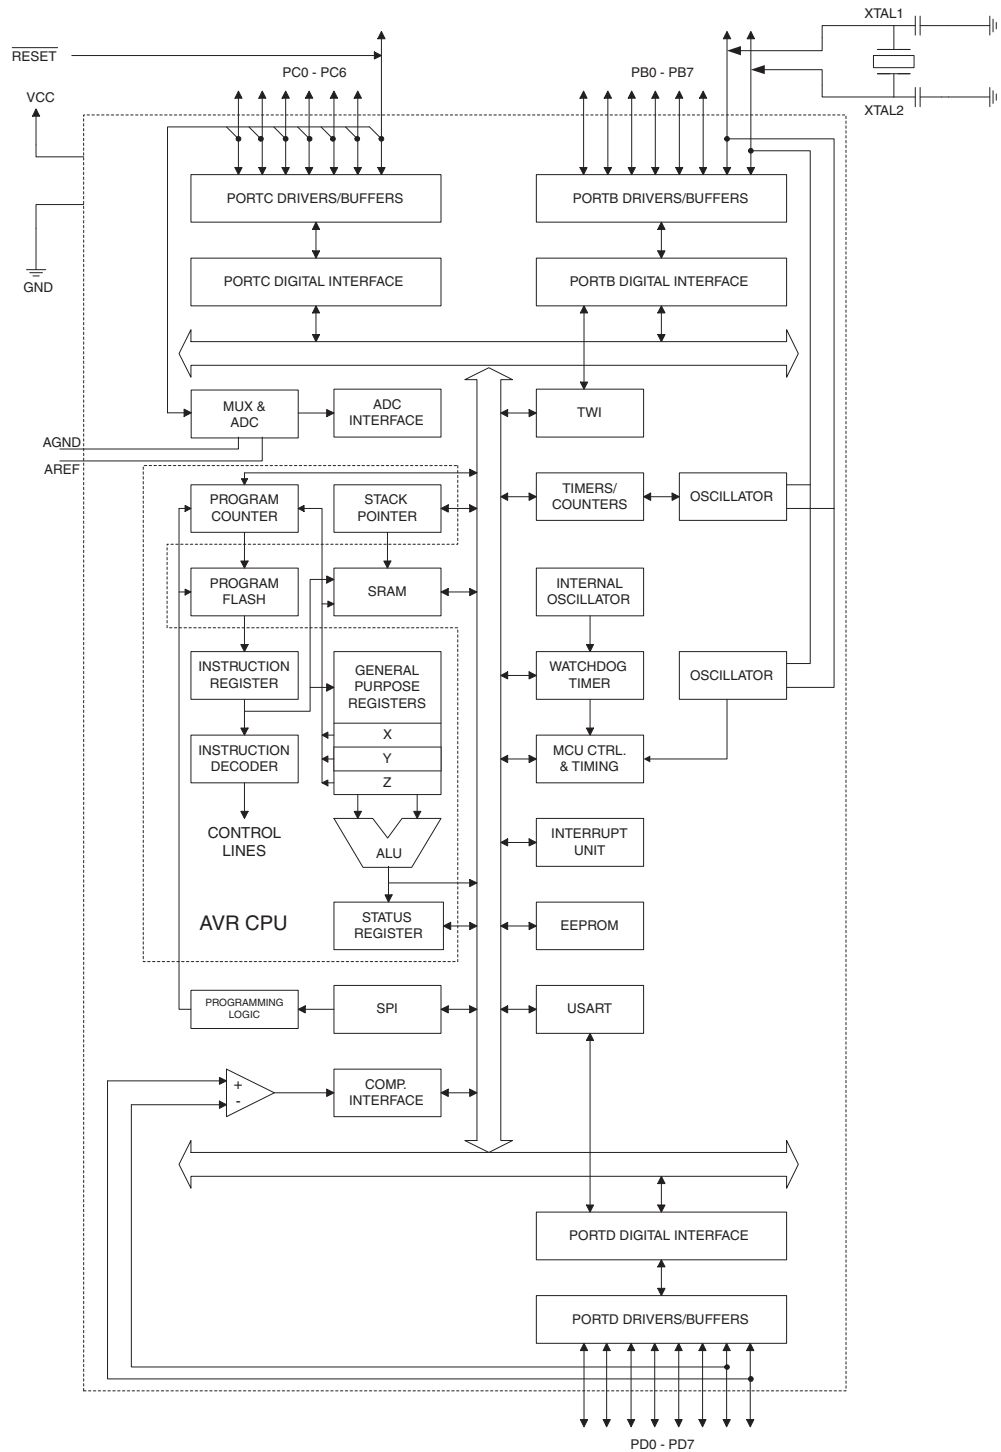 XTAL1
RESET
PC0 - PC6
PB0 - PB7
VCC
XTAL2
PORTC DRIVERS/BUFFERS
PORTB DRIVERS/BUFFERS
GND
PORTC DIGITAL INTERFACE
PORTB DIGITAL INTERFACE
MUX &
ADC
ADC
INTERFACE
TWI
AGND
AREF
PROGRAM
COUNTER
STACK
POINTER
TIMERS/
COUNTERS
OSCILLATOR
PROGRAM
FLASH
SRAM
INTERNAL
OSCILLATOR
INSTRUCTION
REGISTER
GENERAL
PURPOSE
REGISTERS
WATCHDOG
TIMER
OSCILLATOR
X
INSTRUCTION
DECODER
Y
Z
MCU CTRL.
& TIMING
CONTROL
LINES
ALU
INTERRUPT
UNIT
AVR CPU
STATUS
REGISTER
EEPROM
PROGRAMMING
LOGIC
SPI
USART
+
-
COMP.
INTERFACE
PORTD DIGITAL INTERFACE
PORTD DRIVERS/BUFFERS
PD0 - PD7